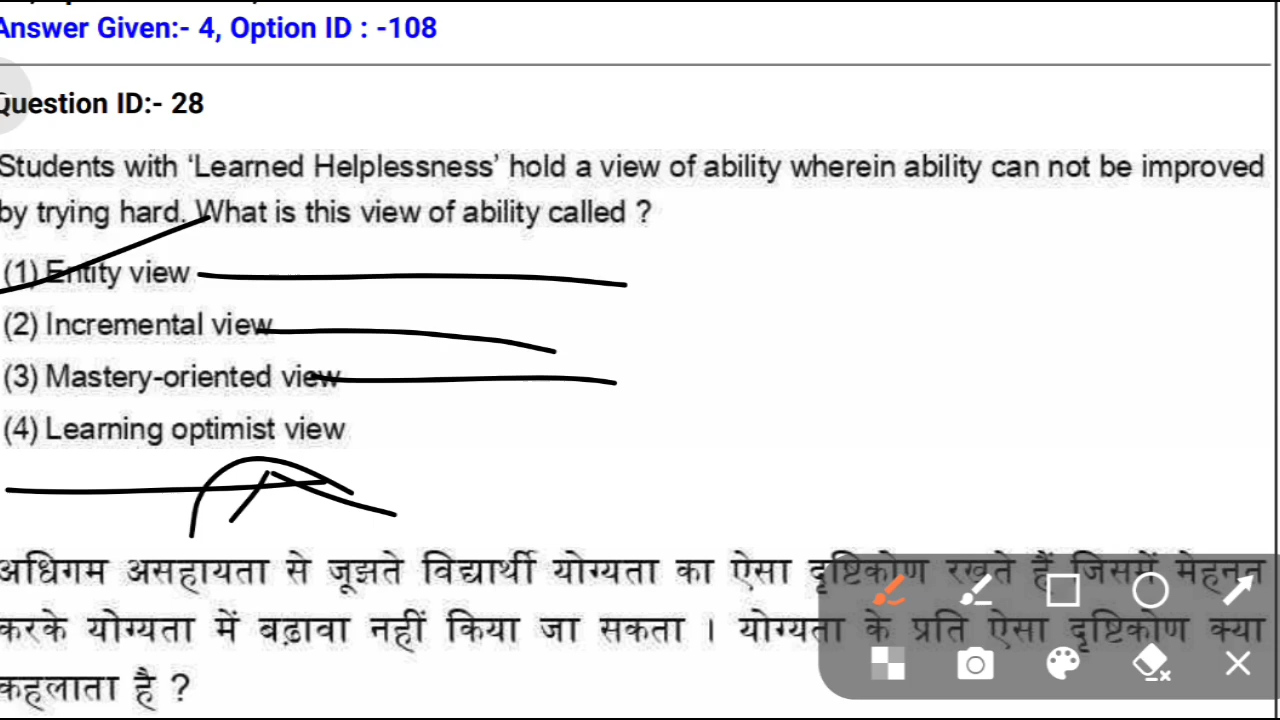 Answer Given:- 4, Option ID : -108
Question ID:- 28
Students with ‘Learned Helplessness’ hold a view of ability wherein ability can not be improved
by trying hard. What is this view of ability called ?
(1) Entity view
(2) Incremental view
(3) Mastery-oriented view
(4) Learning optimist view
अधिगम असहायता से जूझते विद्यार्थी योग्यता का ऐसा दृष्टिकोण रखते हैं जिसमें मेहनत
करके योग्यता में बढ़ावा नहीं किया जा सकता । योग्यता के प्रति ऐसा दृष्टिकोण क्या
कहलाता है ?